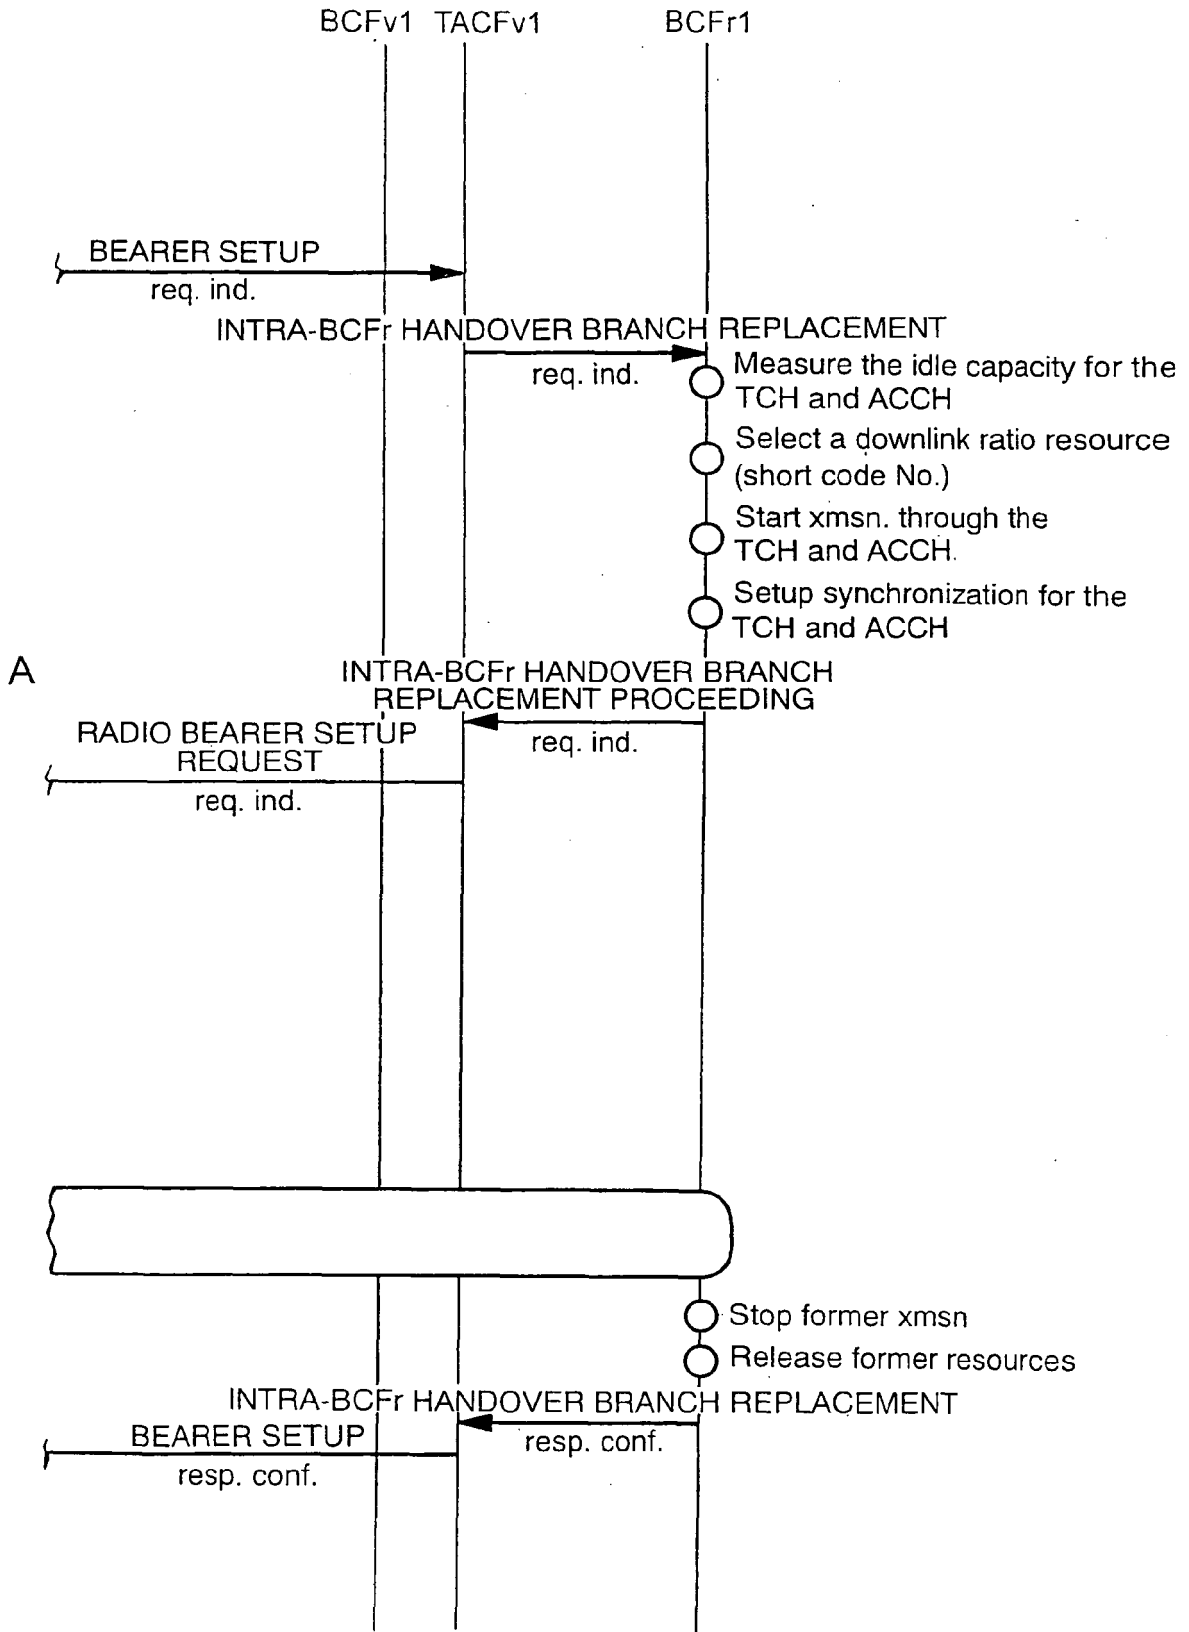 BCFv1 TACFv1 BCFr1
BEARER SETUP
req. ind.
INTRA-BCFr HANDOVER BRANCH REPLACEMENT
req. ind.
Measure the idle capacity for the
TCH and ACCH
Select a downlink ratio resource
(short code No.)
Start xmsn. through the
TCH and ACCH.
Setup synchronization for the
TCH and ACCH
A
INTRA-BCFr HANDOVER BRANCH
REPLACEMENT PROCEEDING
req. ind.
RADIO BEARER SETUP
REQUEST
req. ind.
Stop former xmsn
Release former resources
INTRA-BCFr HANDOVER BRANCH REPLACEMENT
resp. conf.
BEARER SETUP
resp. conf.